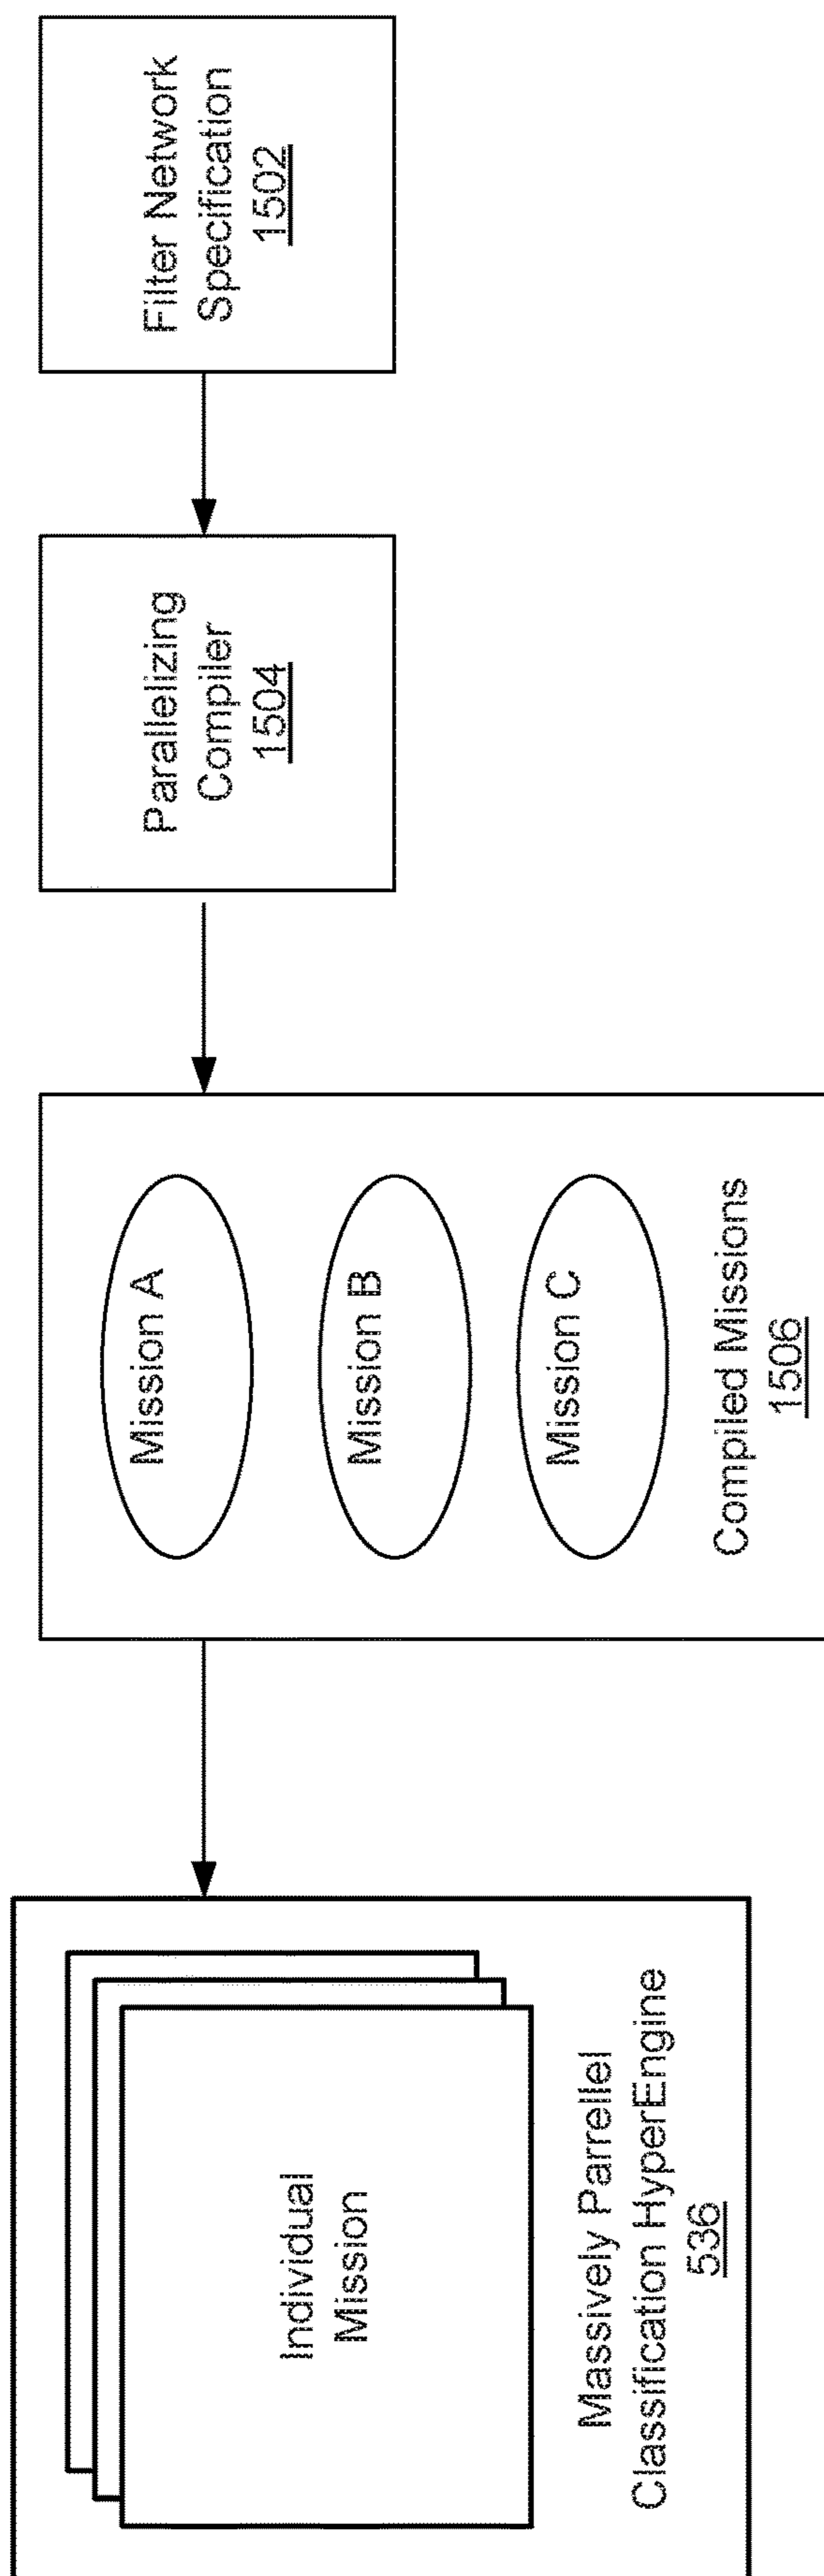 Individual
Mission
Massively Parrellel
Classification HyperEngine
536
Mission A
Mission B
Mission C
Compiled Missions
1506
Parallelizing
Compiler
1504
Filter Network
Specification
1502